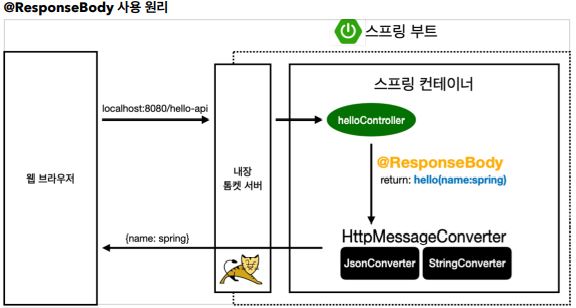 @ResponseBody 사용 원리
스프링 부트
스프링 컨테이너
localhost:8080/hello-api
helloController
웹 브라우저
내장
톰켓 서버
@ResponseBody
return: hello(name:spring)
{name: spring}
HttpMessageConverter
JsonConverter
StringConverter